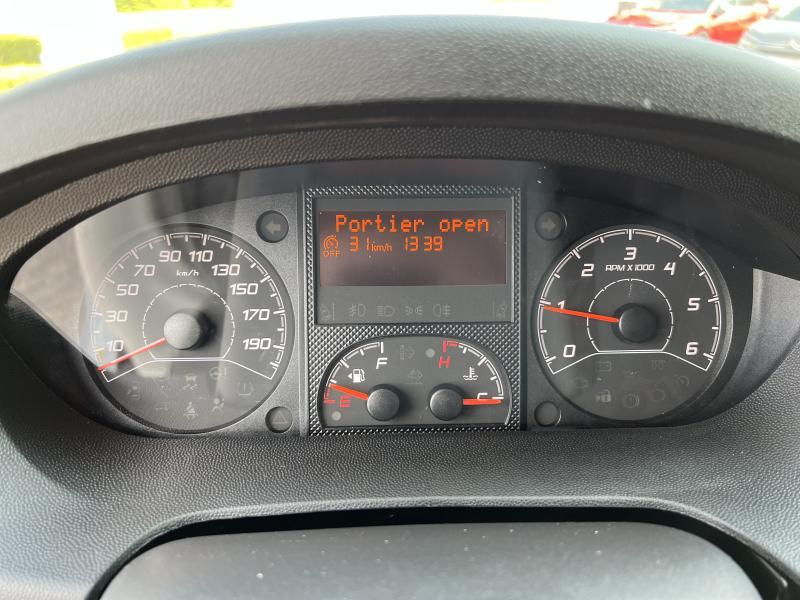 Portier open
OFF 31 km/h 13:39
10 30 50 70 90 110 130 150 170 190
km/h
E F
H C
0 1 2 3 4 5 6
RPM X 1000